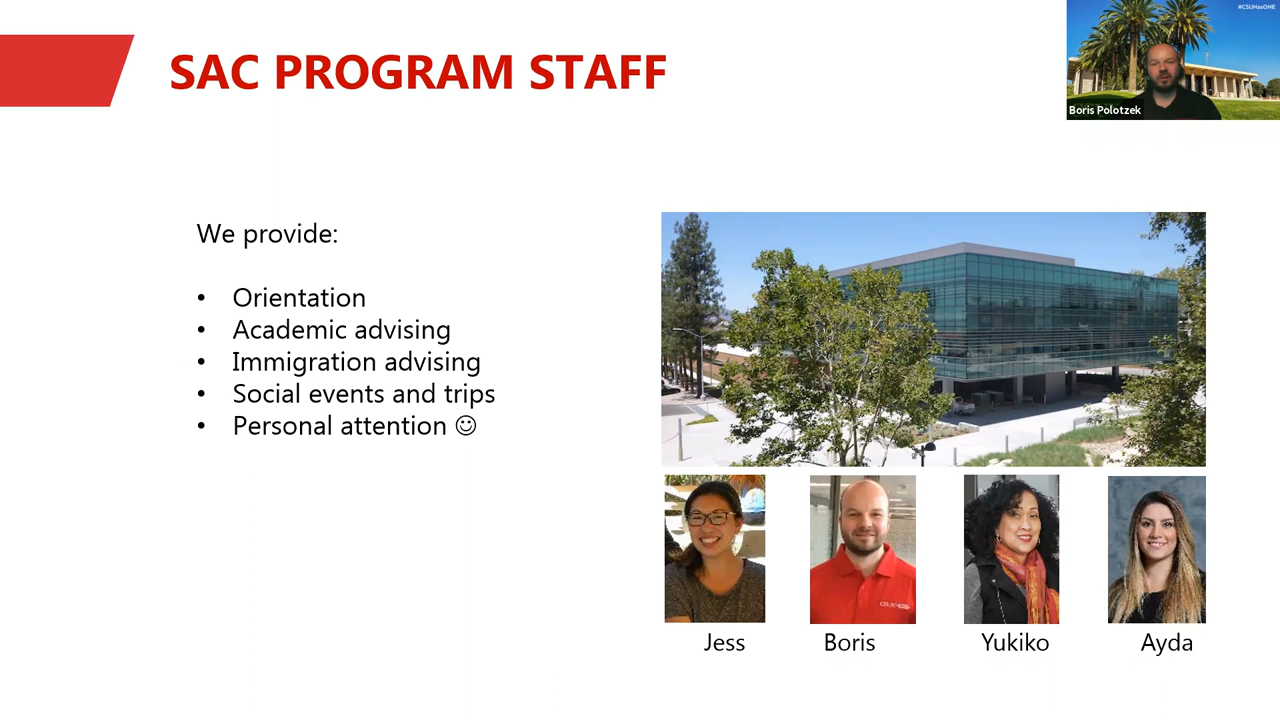 #CSUNasONE
SAC PROGRAM STAFF
Boris Polotzek
We provide:
• Orientation
• Academic advising
• Immigration advising
• Social events and trips
• Personal attention ☺
Jess
Boris
Yukiko
Ayda